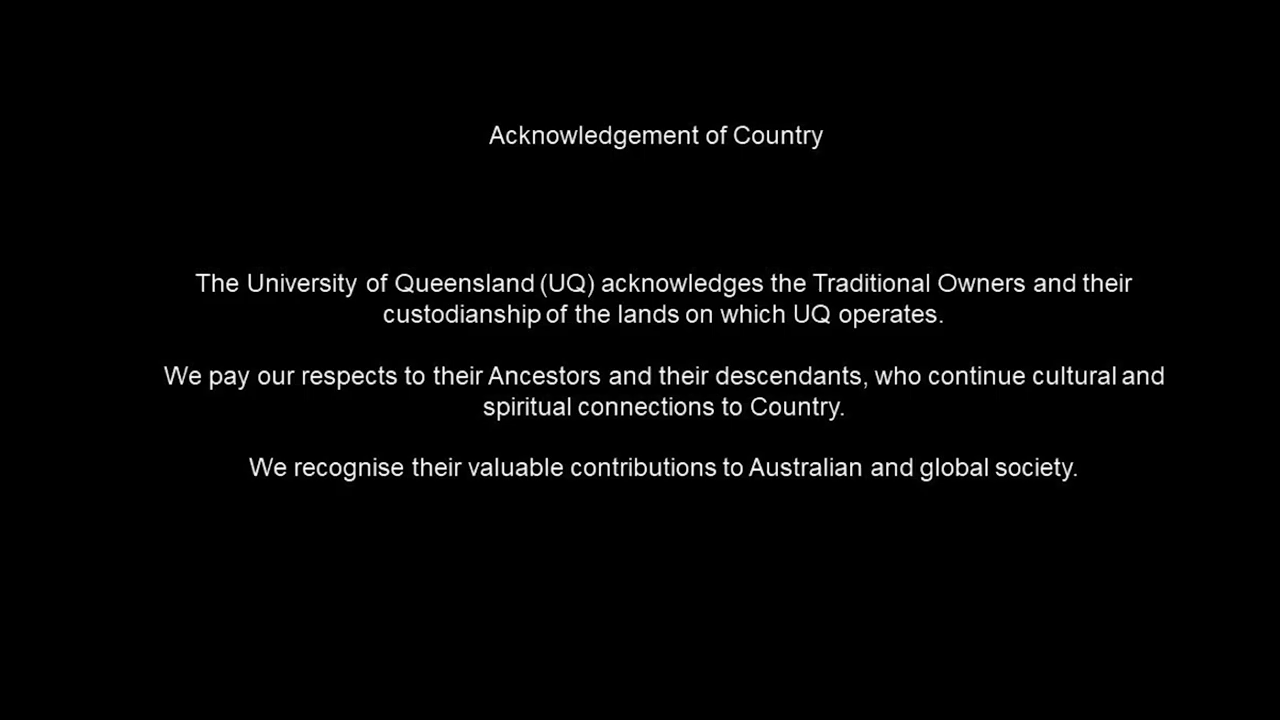 Acknowledgement of Country
The University of Queensland (UQ) acknowledges the Traditional Owners and their
custodianship of the lands on which UQ operates.
We pay our respects to their Ancestors and their descendants, who continue cultural and
spiritual connections to Country.
We recognise their valuable contributions to Australian and global society.